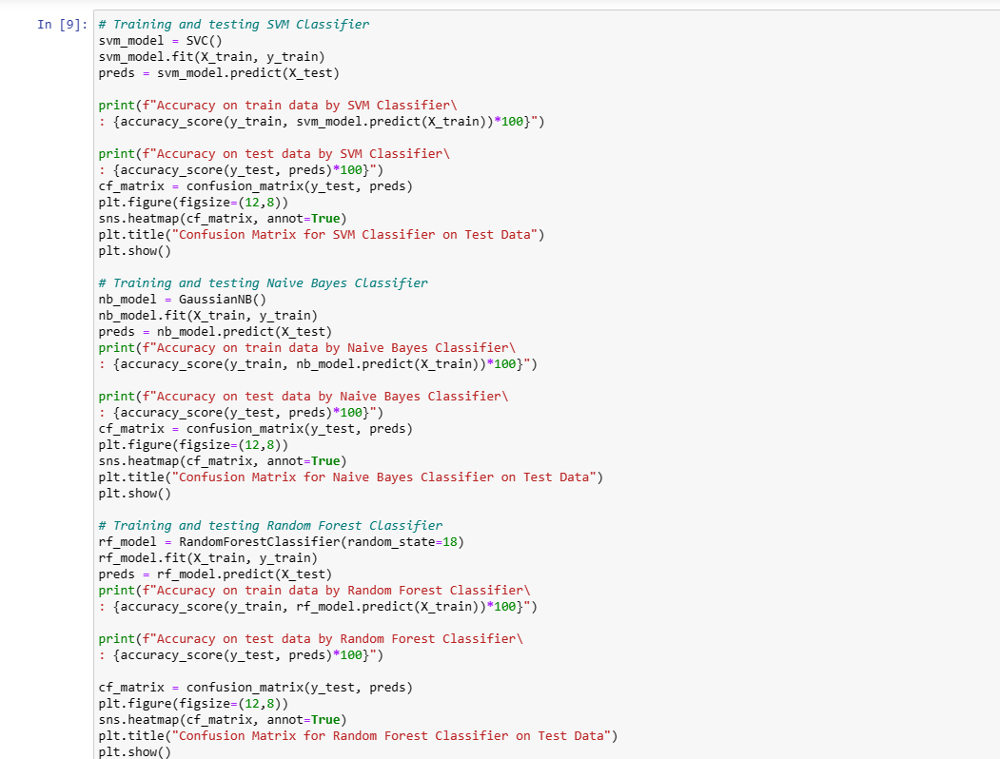 In [9]: # Training and testing SVM Classifier
svm_model = SVC()
svm_model.fit(X_train, y_train)
preds = svm_model.predict(X_test)

print(f"Accuracy on train data by SVM Classifier\
: {accuracy_score(y_train, svm_model.predict(X_train))*100}")

print(f"Accuracy on test data by SVM Classifier\
: {accuracy_score(y_test, preds)*100}")
cf_matrix = confusion_matrix(y_test, preds)
plt.figure(figsize=(12,8))
sns.heatmap(cf_matrix, annot=True)
plt.title("Confusion Matrix for SVM Classifier on Test Data")
plt.show()

# Training and testing Naive Bayes Classifier
nb_model = GaussianNB()
nb_model.fit(X_train, y_train)
preds = nb_model.predict(X_test)
print(f"Accuracy on train data by Naive Bayes Classifier\
: {accuracy_score(y_train, nb_model.predict(X_train))*100}")

print(f"Accuracy on test data by Naive Bayes Classifier\
: {accuracy_score(y_test, preds)*100}")
cf_matrix = confusion_matrix(y_test, preds)
plt.figure(figsize=(12,8))
sns.heatmap(cf_matrix, annot=True)
plt.title("Confusion Matrix for Naive Bayes Classifier on Test Data")
plt.show()

# Training and testing Random Forest Classifier
rf_model = RandomForestClassifier(random_state=18)
rf_model.fit(X_train, y_train)
preds = rf_model.predict(X_test)
print(f"Accuracy on train data by Random Forest Classifier\
: {accuracy_score(y_train, rf_model.predict(X_train))*100}")

print(f"Accuracy on test data by Random Forest Classifier\
: {accuracy_score(y_test, preds)*100}")

cf_matrix = confusion_matrix(y_test, preds)
plt.figure(figsize=(12,8))
sns.heatmap(cf_matrix, annot=True)
plt.title("Confusion Matrix for Random Forest Classifier on Test Data")
plt.show()